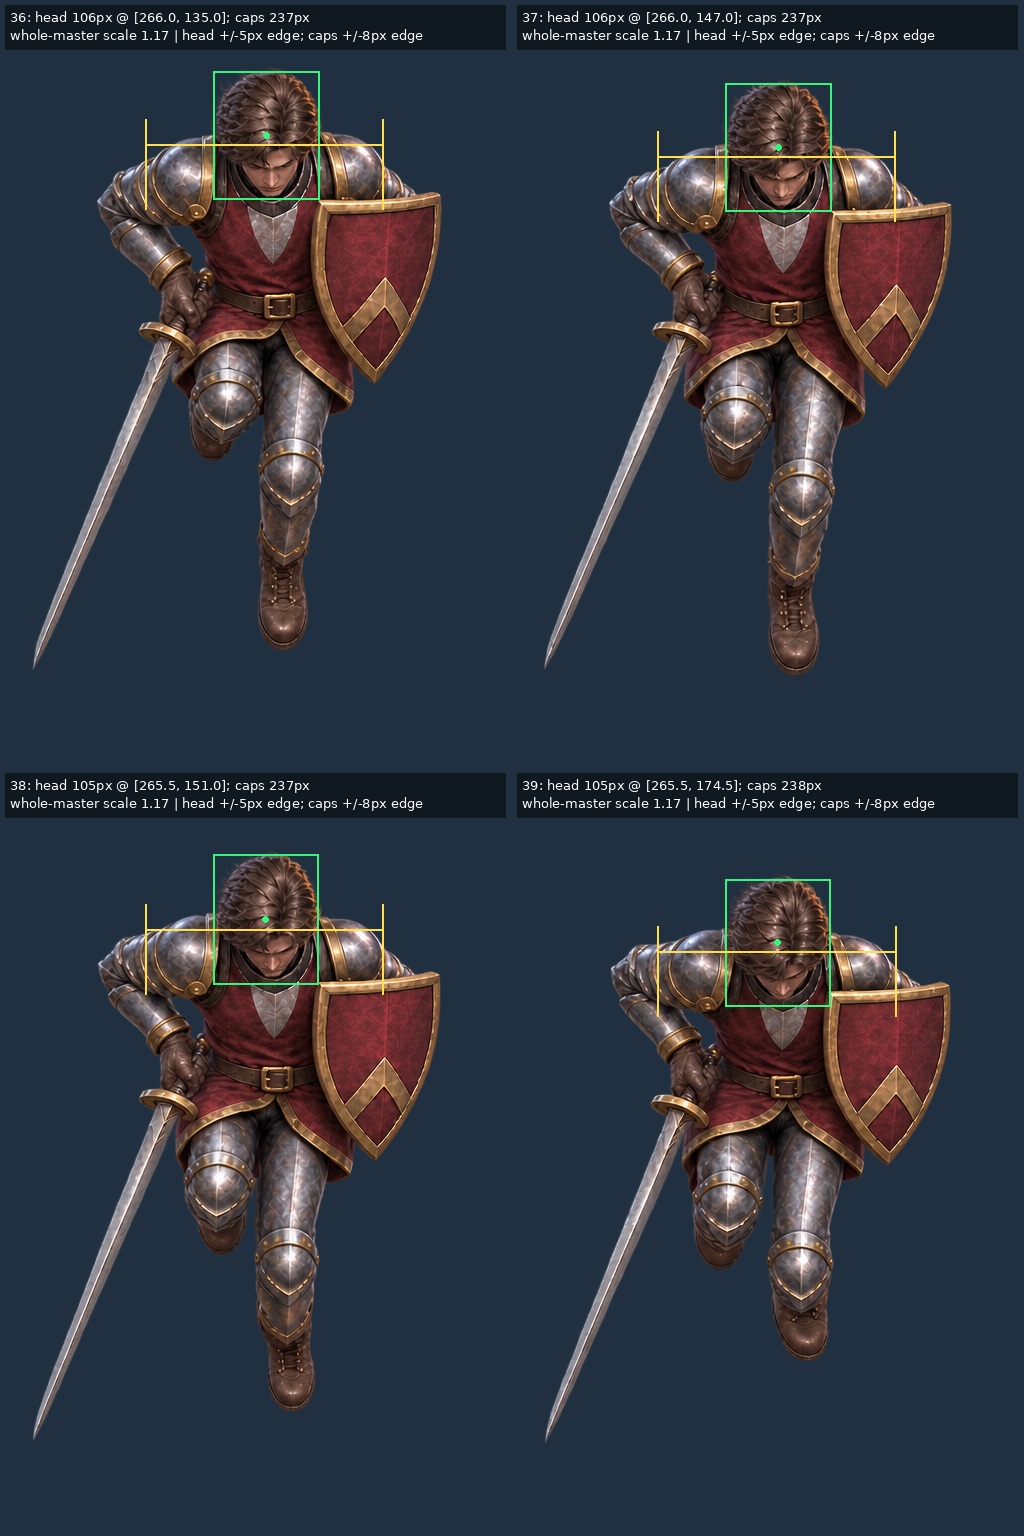 36: head 106px @ [266.0, 135.0]; caps 237px
whole-master scale 1.17 | head +/-5px edge; caps +/-8px edge
37: head 106px @ [266.0, 147.0]; caps 237px
whole-master scale 1.17 | head +/-5px edge; caps +/-8px edge
38: head 105px @ [265.5, 151.0]; caps 237px
whole-master scale 1.17 | head +/-5px edge; caps +/-8px edge
39: head 105px @ [265.5, 174.5]; caps 238px
whole-master scale 1.17 | head +/-5px edge; caps +/-8px edge